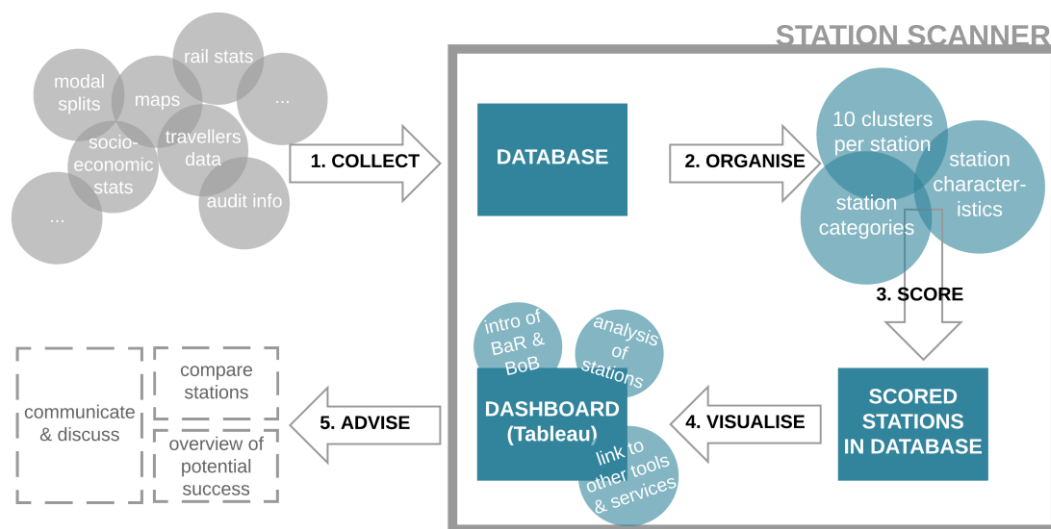 STATION SCANNER
rail stats
modal
splits
maps
...
socio-
economic
stats
travellers
data
audit info
...
1. COLLECT
DATABASE
2. ORGANISE
10 clusters
per station
station
character-
istics
station
categories
3. SCORE
SCORED
STATIONS
IN DATABASE
4. VISUALISE
intro of
BaR &
BoB
analysis
of
stations
DASHBOARD
(Tableau)
link to
other tools
& services
5. ADVISE
compare
stations
communicate
& discuss
overview of
potential
success